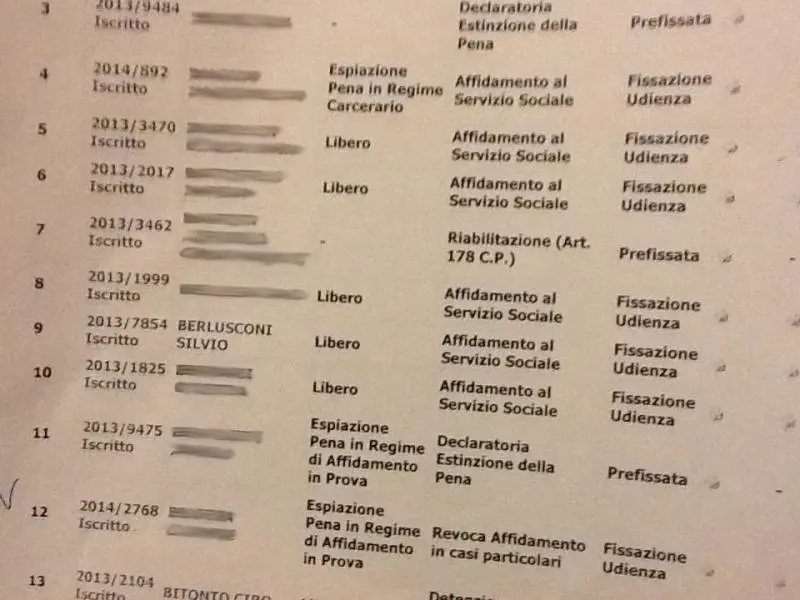 3 2013/9484 Declaratoria
Iscritto Estinzione della Prefissata
Pena
4 2014/892 Espiazione Affidamento al Fissazione
Iscritto Pena in Regime Servizio Sociale Udienza
Carcerario
5 2013/3470 Libero Affidamento al Fissazione
Iscritto Servizio Sociale Udienza
6 2013/2017 Libero Affidamento al Fissazione
Iscritto Servizio Sociale Udienza
7 2013/3462 Riabilitazione (Art. Prefissata
Iscritto 178 C.P.)
8 2013/1999 Libero Affidamento al Fissazione
Iscritto Servizio Sociale Udienza
9 2013/7854 BERLUSCONI Libero Affidamento al Fissazione
Iscritto SILVIO Servizio Sociale Udienza
10 2013/1825 Libero Affidamento al Fissazione
Iscritto Servizio Sociale Udienza
11 2013/9475 Espiazione Declaratoria
Iscritto Pena in Regime Estinzione della Prefissata
di Affidamento Pena
in Prova
12 2014/2768 Espiazione Revoca Affidamento Fissazione
Iscritto Pena in Regime in casi particolari Udienza
di Affidamento
in Prova
13 2013/2104 BITONTO CIRO
Iscritto